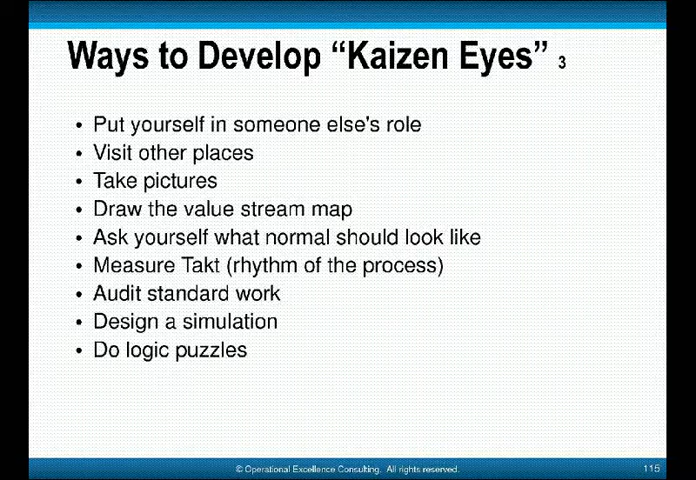 Ways to Develop “Kaizen Eyes” 3
• Put yourself in someone else's role
• Visit other places
• Take pictures
• Draw the value stream map
• Ask yourself what normal should look like
• Measure Takt (rhythm of the process)
• Audit standard work
• Design a simulation
• Do logic puzzles
© Operational Excellence Consulting. All rights reserved.
115